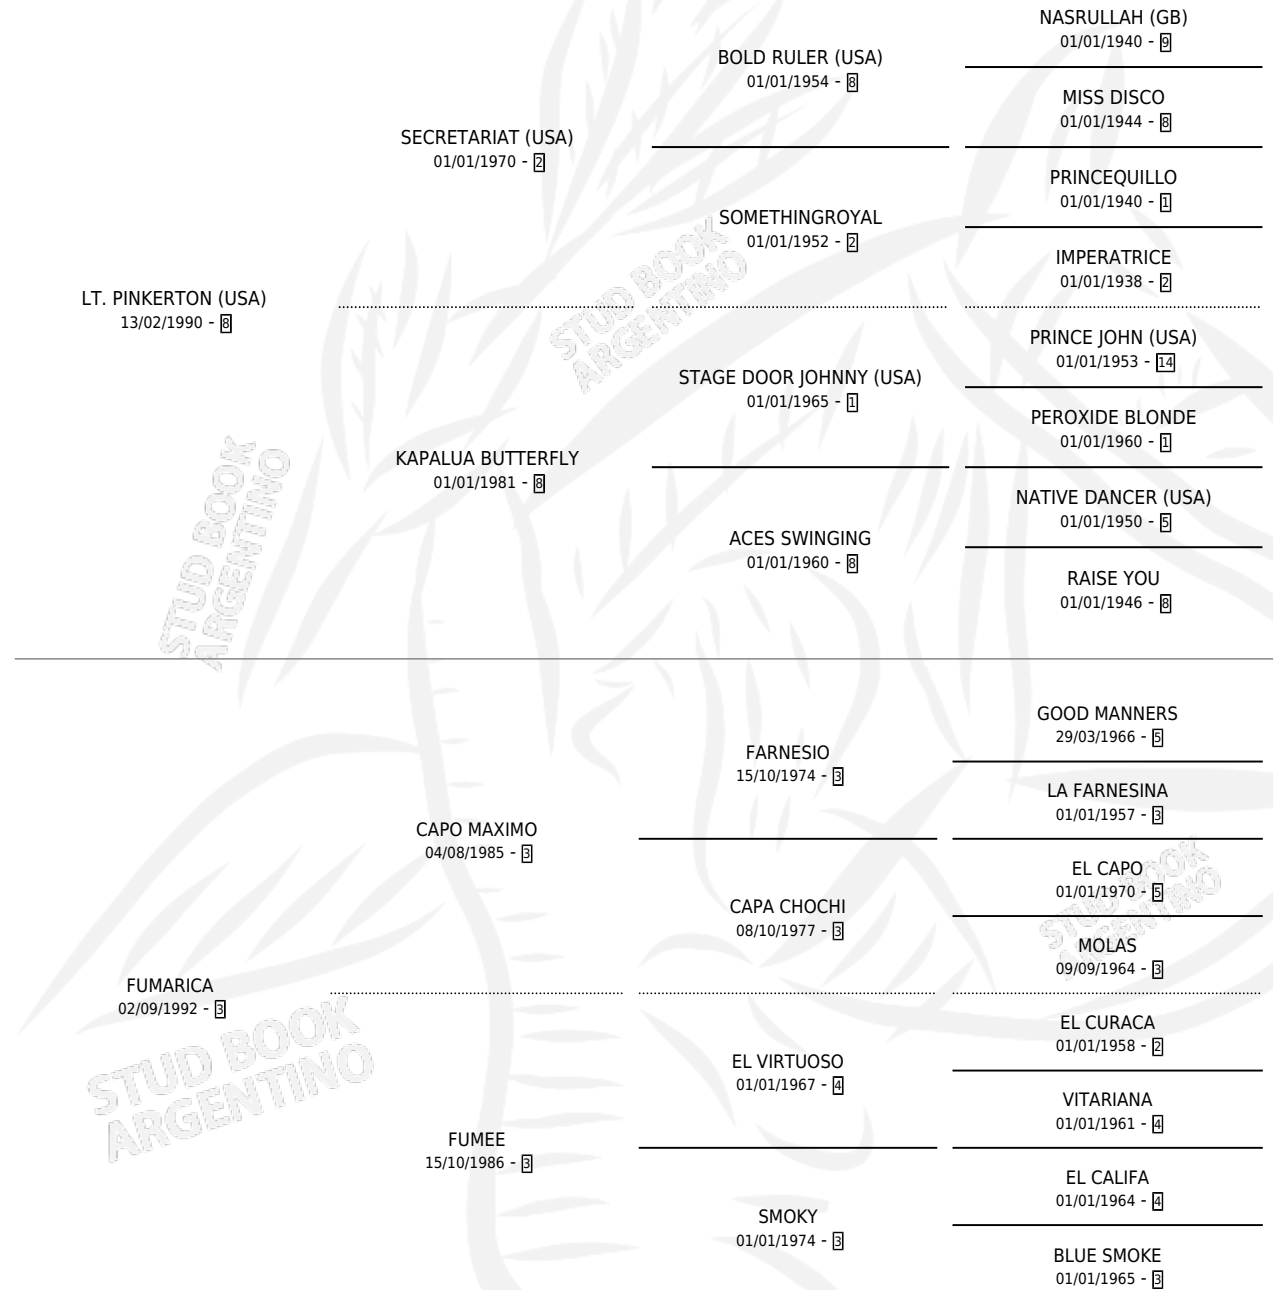 NASRULLAH (GB)
01/01/1940 - 9
BOLD RULER (USA)
01/01/1954 - 8
MISS DISCO
01/01/1944 - 8
SECRETARIAT (USA)
01/01/1970 - 2
PRINCEQUILLO
01/01/1940 - 1
SOMETHINGROYAL
01/01/1952 - 2
IMPERATRICE
01/01/1938 - 2
LT. PINKERTON (USA)
13/02/1990 - 8
PRINCE JOHN (USA)
01/01/1953 - 14
STAGE DOOR JOHNNY (USA)
01/01/1965 - 1
PEROXIDE BLONDE
01/01/1960 - 1
KAPALUA BUTTERFLY
01/01/1981 - 8
NATIVE DANCER (USA)
01/01/1950 - 5
ACES SWINGING
01/01/1960 - 8
RAISE YOU
01/01/1946 - 8
STUD BOOK
ARGENTINO
STUD BOOK
ARGENTINO
GOOD MANNERS
29/03/1966 - 5
FARNESIO
15/10/1974 - 3
LA FARNESINA
01/01/1957 - 3
CAPO MAXIMO
04/08/1985 - 3
EL CAPO
01/01/1970 - 5
CAPA CHOCHI
08/10/1977 - 3
MOLAS
09/09/1964 - 3
STUD BOOK
ARGENTINO
FUMARICA
02/09/1992 - 3
EL CURACA
01/01/1958 - 2
EL VIRTUOSO
01/01/1967 - 4
VITARIANA
01/01/1961 - 4
FUMEE
15/10/1986 - 3
EL CALIFA
01/01/1964 - 4
SMOKY
01/01/1974 - 3
BLUE SMOKE
01/01/1965 - 3
STUD BOOK
ARGENTINO